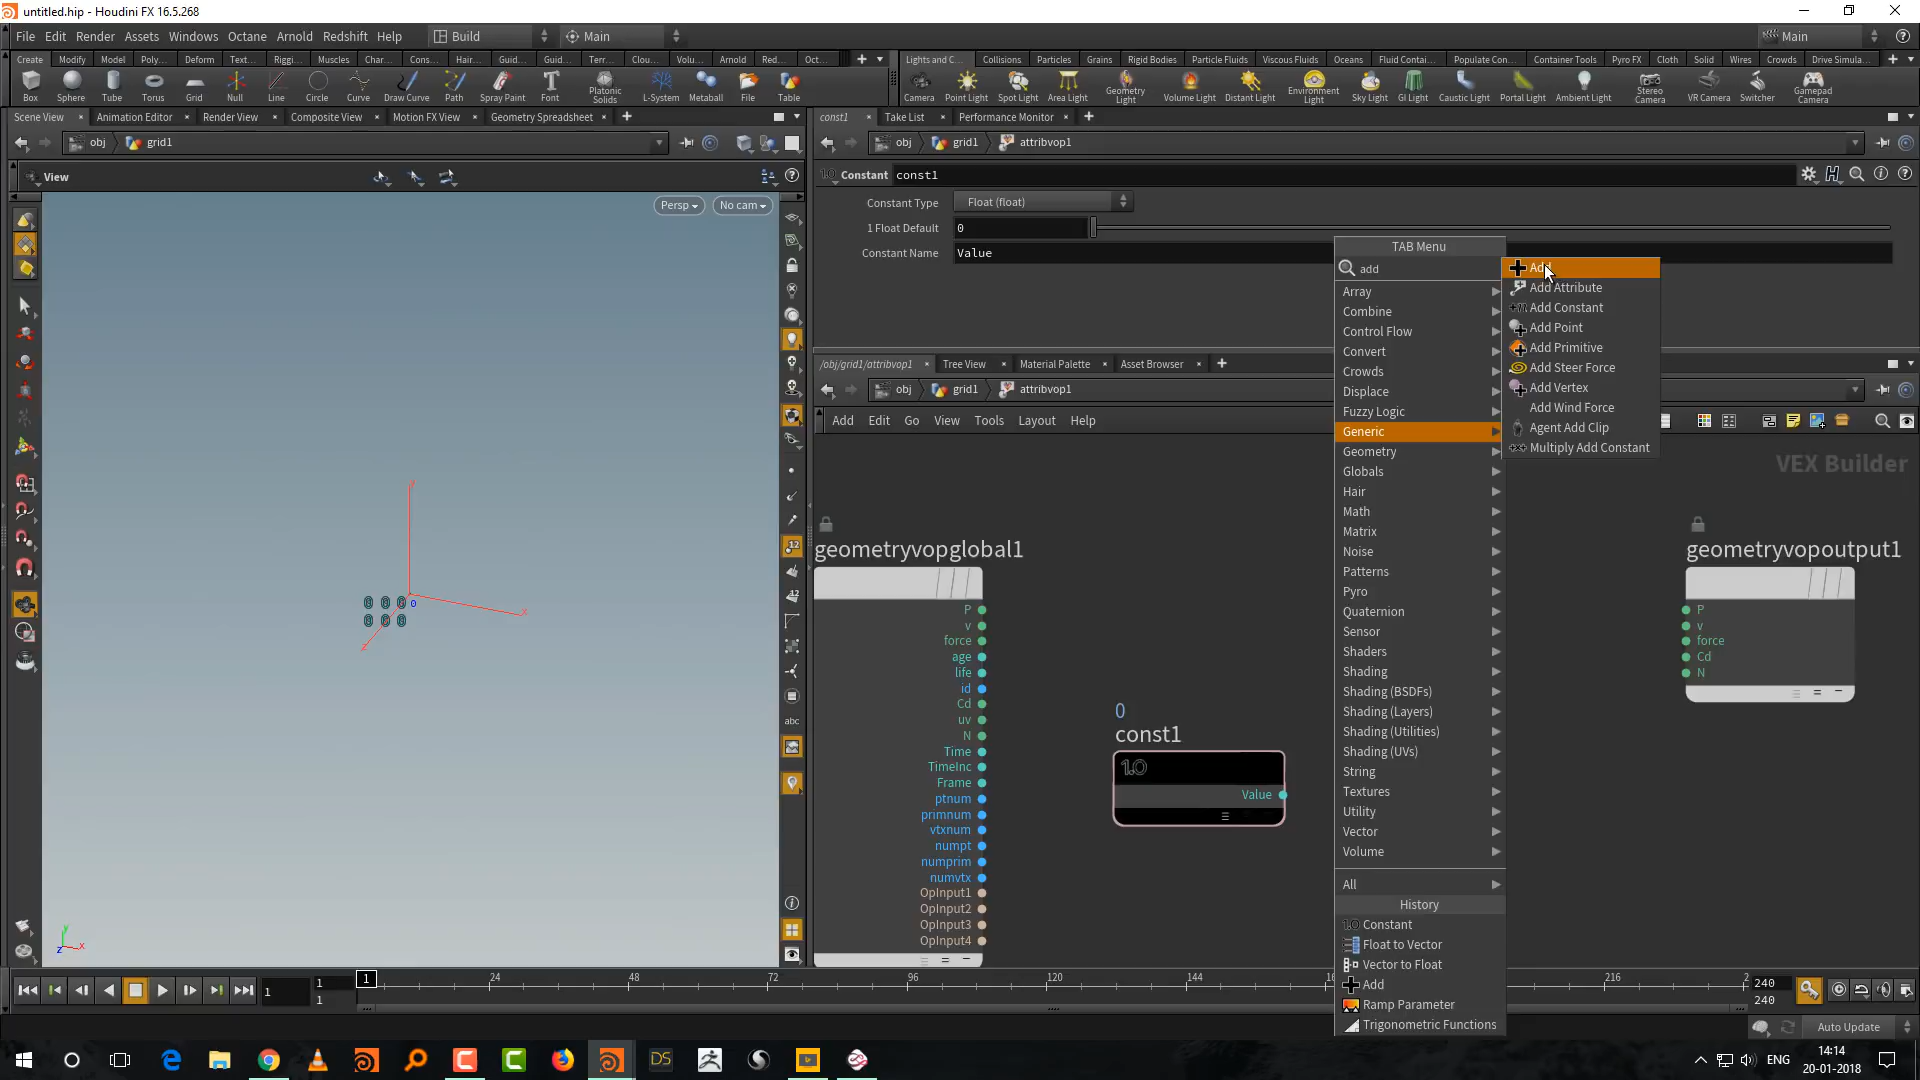 untitled.hip - Houdini FX 16.5.268
File Edit Render Assets Windows Octane Arnold Redshift Help Build Main Main
Create Modify Model Poly... Deform Text... Riggi... Muscles Char... Cons... Hair... Guid... Guid... Terr... Clou... Volu... Arnold Red... Oct...
Lights and C... Collisions Particles Grains Rigid Bodies Particle Fluids Viscous Fluids Oceans Fluid Contai... Populate Con... Container Tools Pyro FX Cloth Solid Wires Crowds Drive Simula...
Box Sphere Tube Torus Grid Null Line Circle Curve Draw Curve Path Spray Paint Font Platonic Solids L-System Metaball File Table
Camera Point Light Spot Light Area Light Geometry Light Volume Light Distant Light Environment Light Sky Light GI Light Caustic Light Portal Light Ambient Light Stereo Camera VR Camera Switcher Gamepad Camera
Scene View Animation Editor Render View Composite View Motion FX View Geometry Spreadsheet
const1 Take List Performance Monitor
obj grid1
obj grid1 attribvop1
View
Constant const1
Persp No cam
Constant Type Float (float)
1 Float Default 0
Constant Name Value
TAB Menu
add
Array
Combine
Control Flow
Convert
Crowds
Displace
Fuzzy Logic
Generic
Geometry
Globals
Hair
Math
Matrix
Noise
Patterns
Pyro
Quaternion
Sensor
Shaders
Shading
Shading (BSDFs)
Shading (Layers)
Shading (Utilities)
Shading (UVs)
String
Textures
Utility
Vector
Volume
All
History
Constant
Float to Vector
Vector to Float
Add
Ramp Parameter
Trigonometric Functions
Add
Add Attribute
Add Constant
Add Point
Add Primitive
Add Steer Force
Add Vertex
Add Wind Force
Agent Add Clip
Multiply Add Constant
/obj/grid1/attribvop1 Tree View Material Palette Asset Browser
obj grid1 attribvop1
Add Edit Go View Tools Layout Help
VEX Builder
geometryvopglobal1
P
v
force
age
life
id
Cd
uv
N
Time
TimeInc
Frame
ptnum
primnum
vtxnum
numpt
numprim
numvtx
OpInput1
OpInput2
OpInput3
OpInput4
0
const1
1.0
Value
geometryvopoutput1
P
v
force
Cd
N
0
x
z
y
z x
12
abc
1 24 48 72 96 120 144 216
1 1 1
240
240
Auto Update
DS
ENG
14:14
20-01-2018